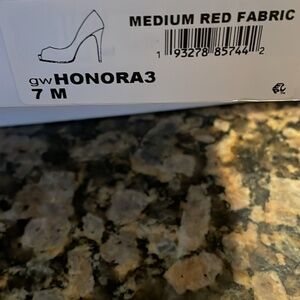 MEDIUM RED FABRIC
1 93278 85744 2
gwHONORA3
7 M